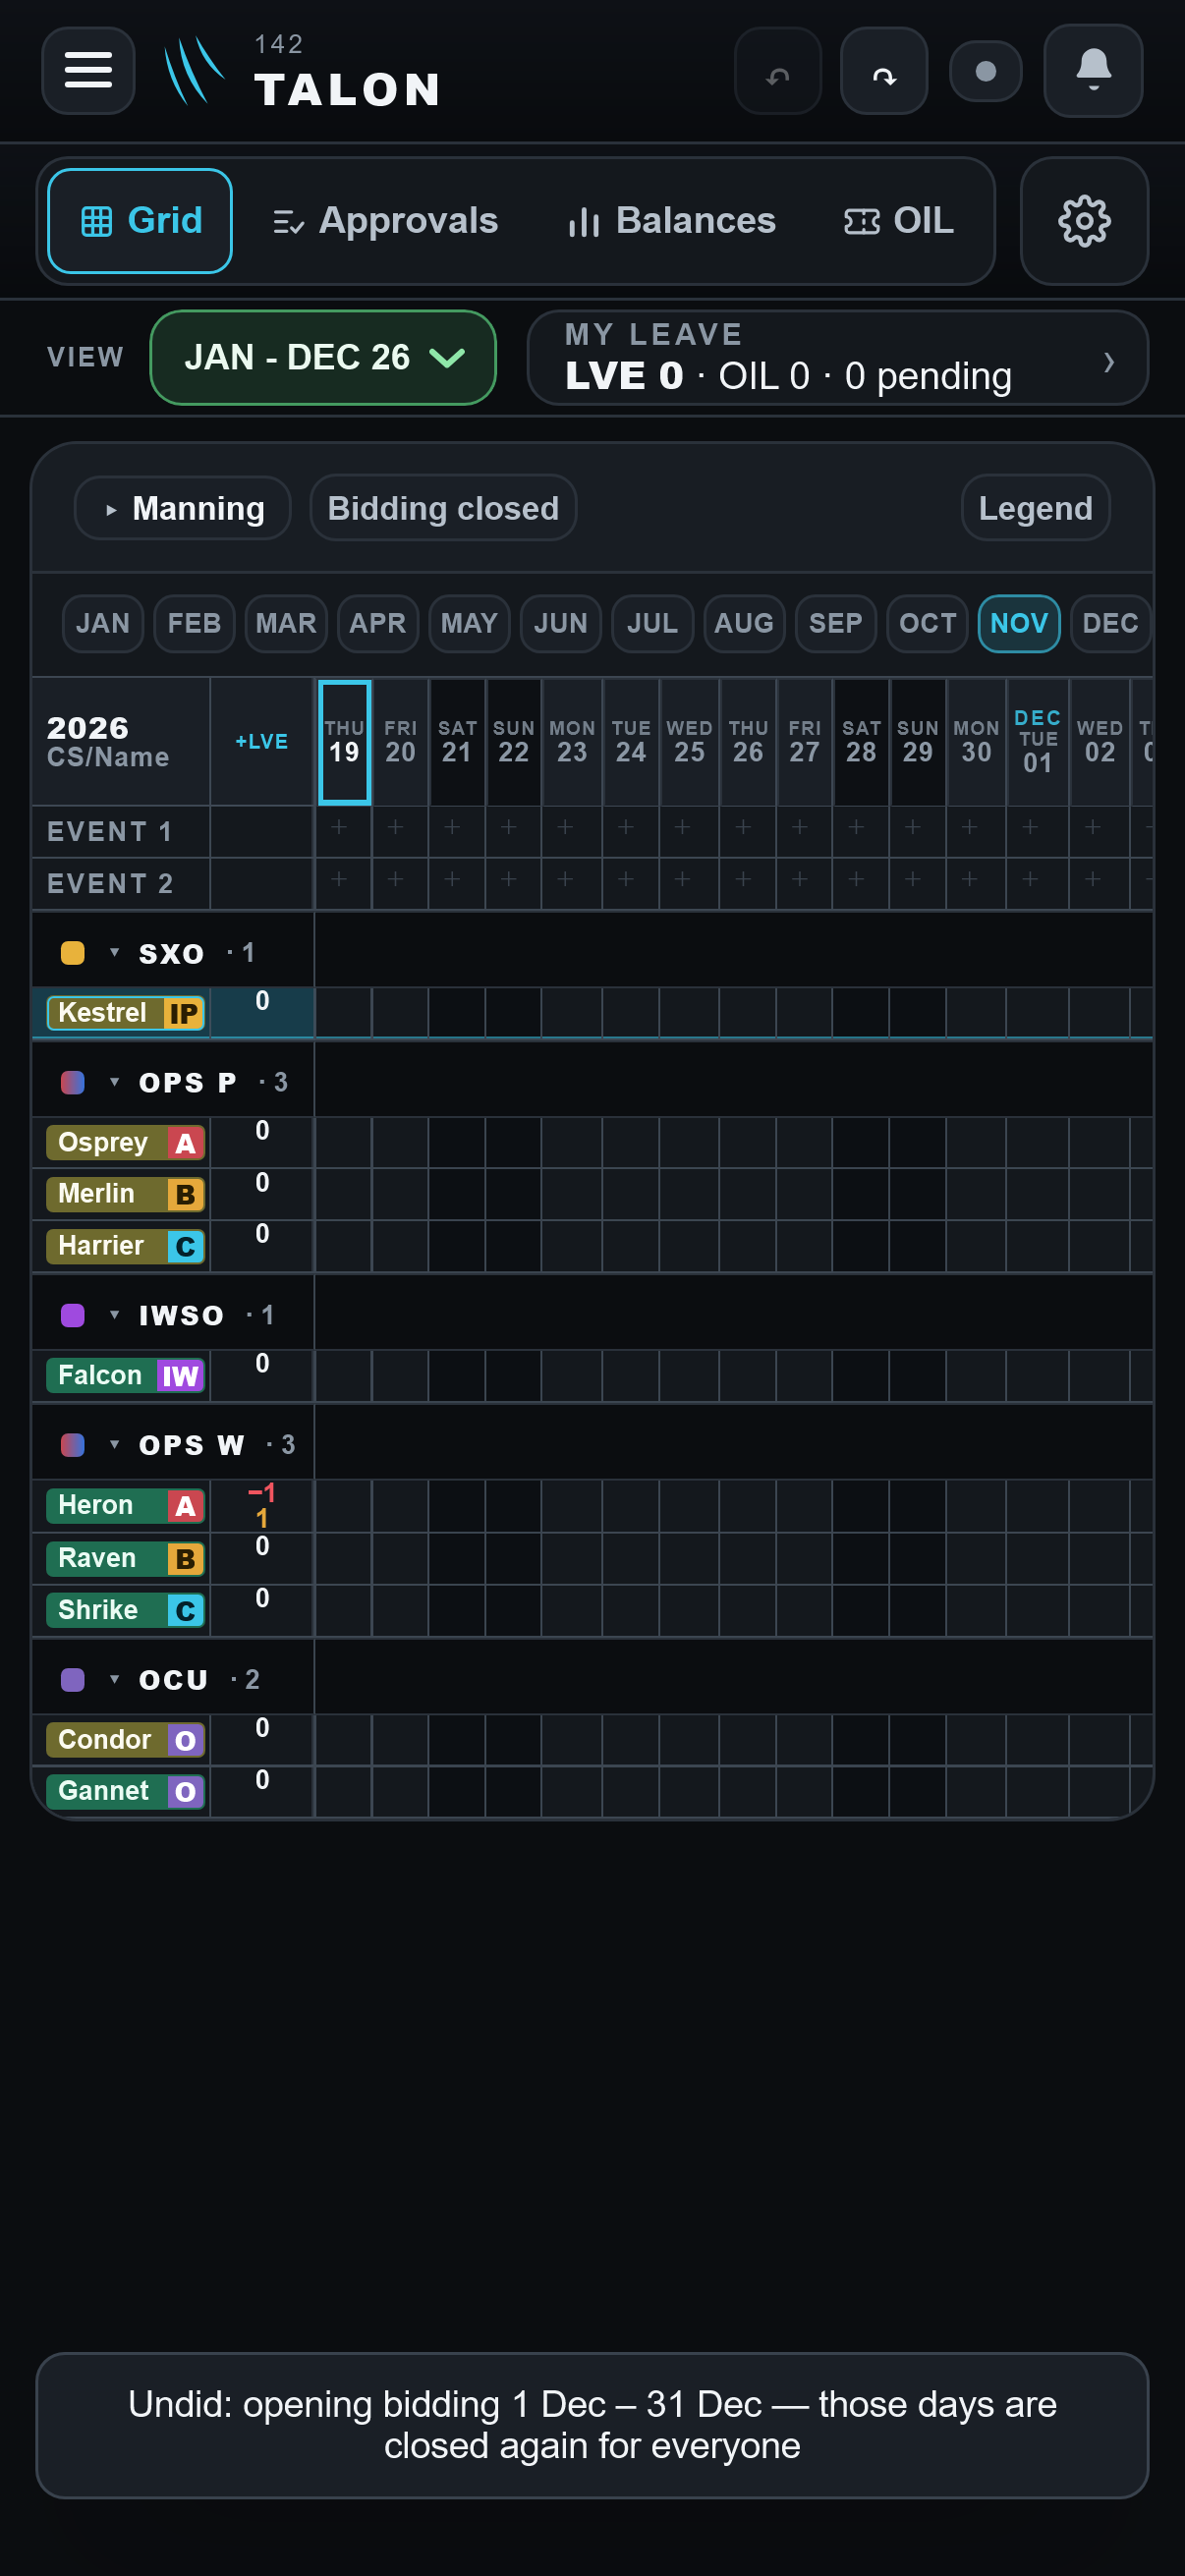 142
TALON
Grid
Approvals
Balances
OIL
VIEW
JAN - DEC 26
MY LEAVE
LVE 0 · OIL 0 · 0 pending
Manning
Bidding closed
Legend
JAN FEB MAR APR MAY JUN JUL AUG SEP OCT NOV DEC
2026
CS/Name
+LVE
THU 19
FRI 20
SAT 21
SUN 22
MON 23
TUE 24
WED 25
THU 26
FRI 27
SAT 28
SUN 29
MON 30
DEC TUE 01
WED 02
EVENT 1
+ + + + + + + + + + + + + +
EVENT 2
+ + + + + + + + + + + + + +
SXO · 1
Kestrel IP 0
OPS P · 3
Osprey A 0
Merlin B 0
Harrier C 0
IWSO · 1
Falcon IW 0
OPS W · 3
Heron A −1
1
Raven B 0
Shrike C 0
OCU · 2
Condor O 0
Gannet O 0
Undid: opening bidding 1 Dec – 31 Dec — those days are
closed again for everyone